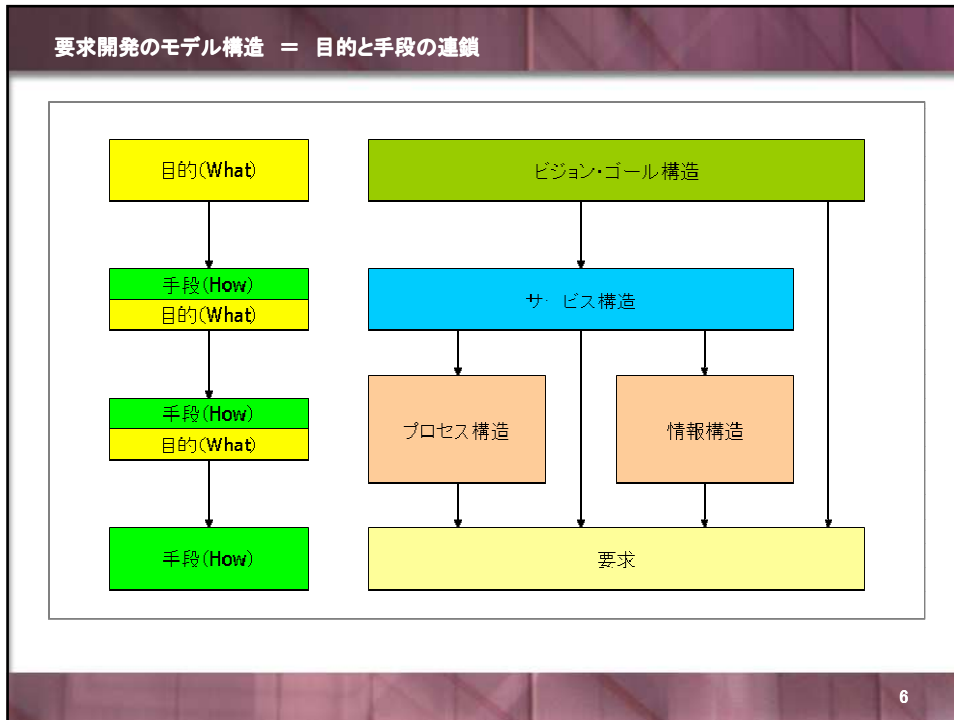 要求開発のモデル構造 = 目的と手段の連鎖
目的(What)
手段(How)
目的(What)
手段(How)
目的(What)
手段(How)
ビジョン・ゴール構造
サービス構造
プロセス構造
情報構造
要求
6